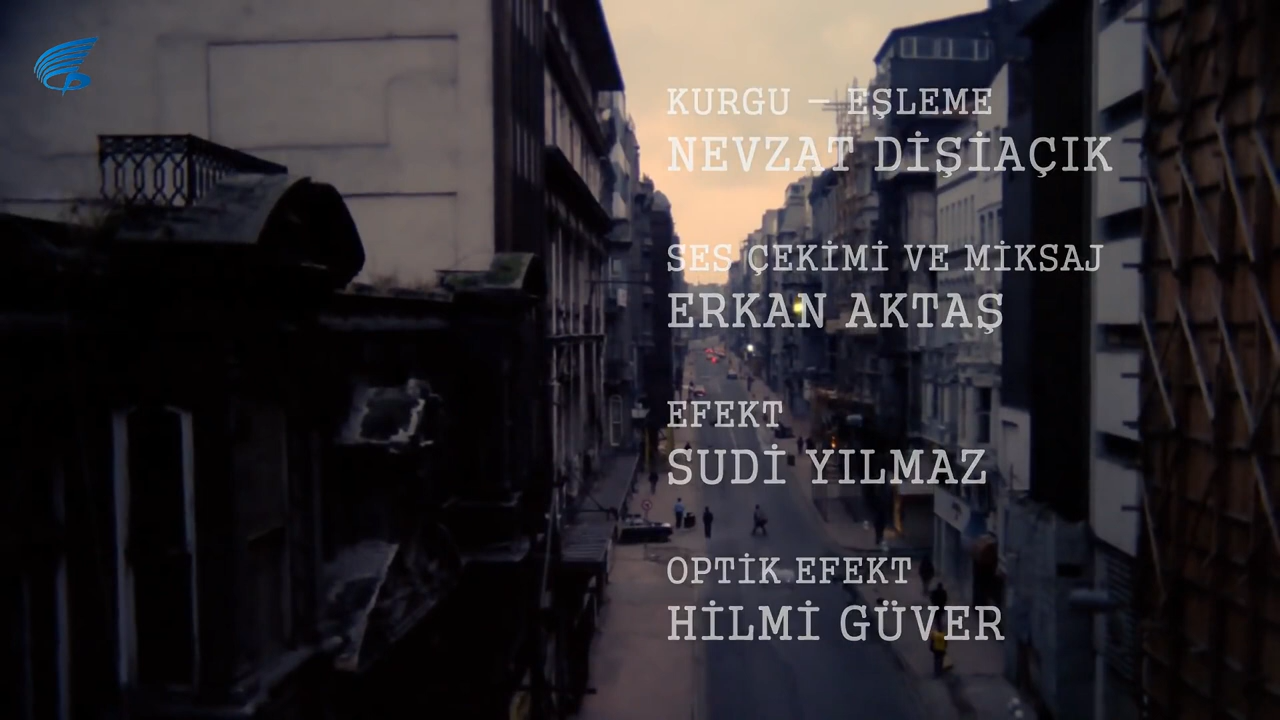 KURGU – EŞLEME
NEVZAT DİŞİAÇIK
SES ÇEKİMİ VE MİKSAJ
ERKAN AKTAŞ
EFEKT
SUDİ YILMAZ
OPTİK EFEKT
HİLMİ GÜVER